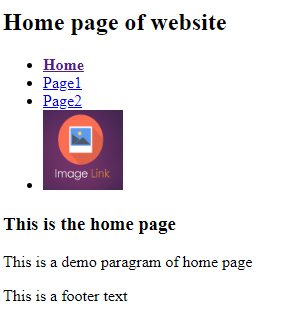 Home page of website
Home
Page1
Page2
Image Link
This is the home page
This is a demo paragram of home page
This is a footer text